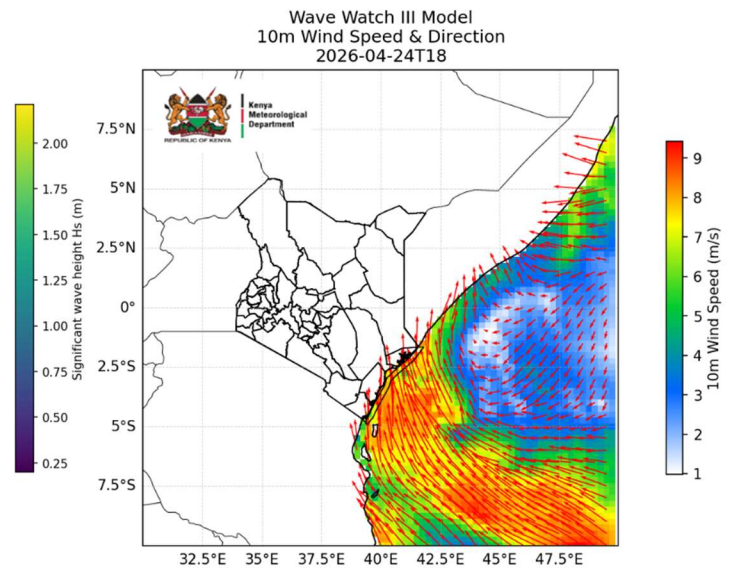 Wave Watch III Model
10m Wind Speed & Direction
2026-04-24T18
Kenya
Meteorological
Department
REPUBLIC OF KENYA
7.5°N
5°N
2.5°N
0°
2.5°S
5°S
7.5°S
32.5°E
35°E
37.5°E
40°E
42.5°E
45°E
47.5°E
2.00
1.75
1.50
1.25
1.00
0.75
0.50
0.25
Significant wave height Hs (m)
9
8
7
6
5
4
3
2
1
10m Wind Speed (m/s)